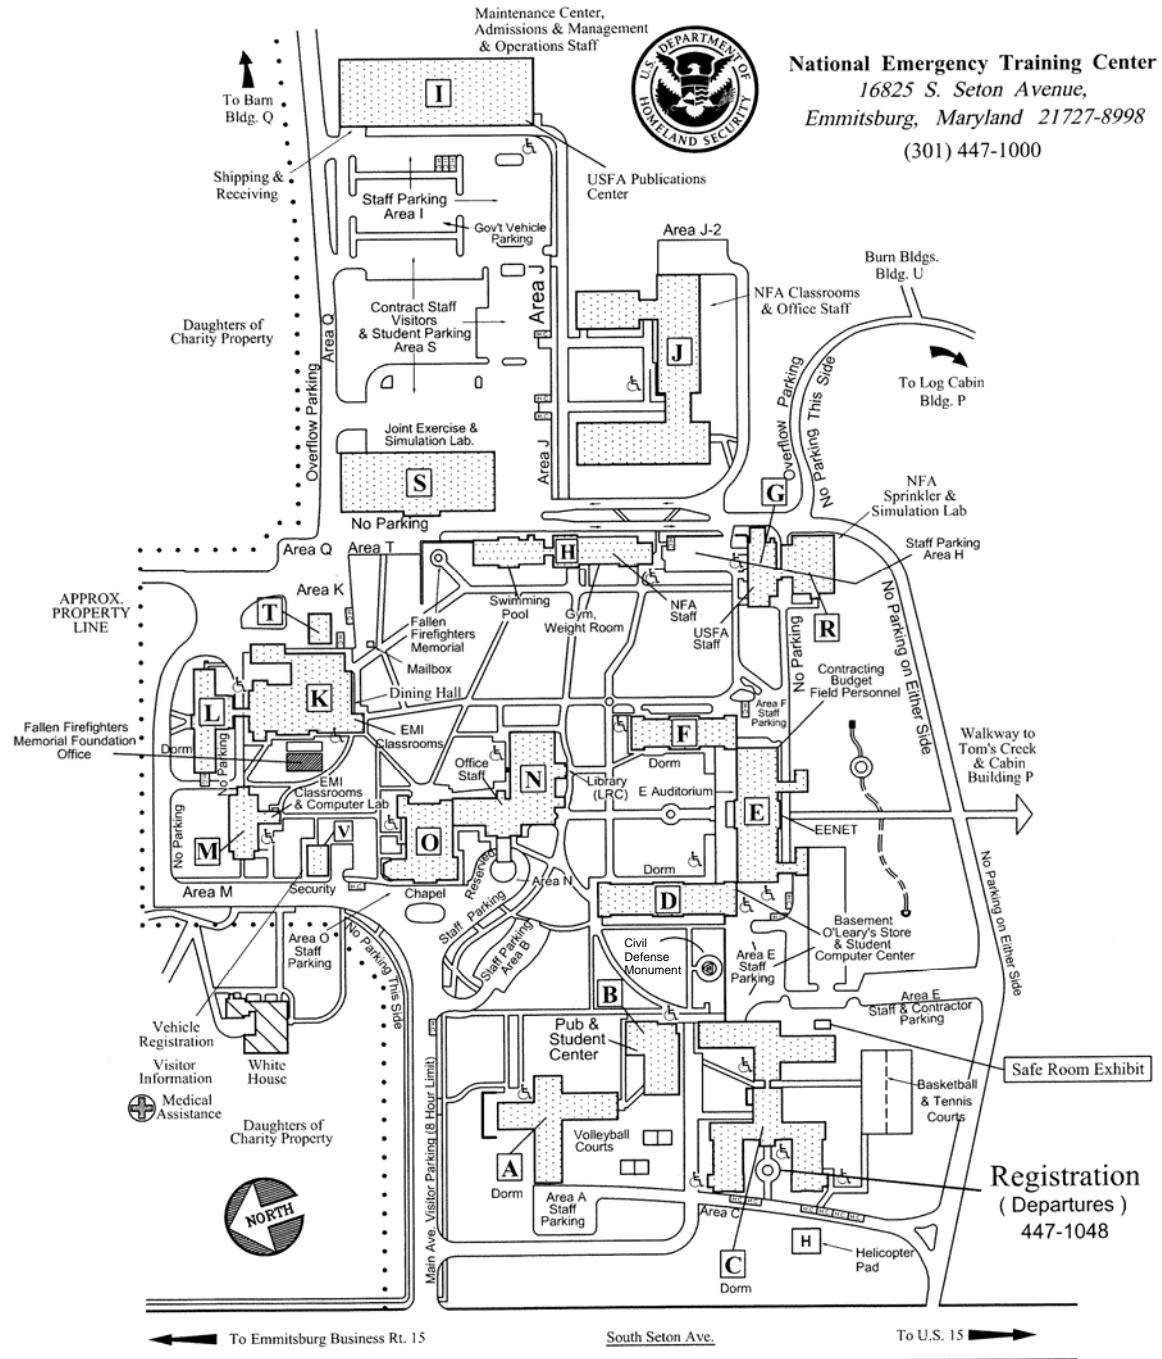 Maintenance Center,
Admissions & Management
& Operations Staff
U.S. DEPARTMENT OF
HOMELAND SECURITY
National Emergency Training Center
16825 S. Seton Avenue,
Emmitsburg, Maryland 21727-8998
(301) 447-1000
To Barn
Bldg. Q
I
Shipping &
Receiving
USFA Publications
Center
Staff Parking
Area I
Gov't Vehicle
Parking
Area J-2
Burn Bldgs.
Bldg. U
Area J
NFA Classrooms
& Office Staff
Contract Staff
Visitors
& Student Parking
Area S
Daughters of
Charity Property
Area Q
J
To Log Cabin
Bldg. P
Overflow Parking
Overflow Parking
No Parking This Side
Joint Exercise &
Simulation Lab.
Area J
S
G
NFA
Sprinkler &
Simulation Lab
No Parking
Staff Parking
Area H
Area Q
Area T
H
APPROX.
PROPERTY
LINE
Area K
T
Swimming
Pool
Gym,
Weight Room
NFA
Staff
USFA
Staff
R
Fallen
Firefighters
Memorial
Mailbox
No Parking
No Parking on Either Side
Contracting
Budget
Field Personnel
Dining Hall
K
L
Area F
Staff
Parking
EMI
Classrooms
Fallen Firefighters
Memorial Foundation
Office
Dorm
No Parking
F
Dorm
Walkway to
Tom's Creek
& Cabin
Building P
Office
Staff
N
Library
(LRC)
E Auditorium
EMI
Classrooms
& Computer Lab
E
EENET
No Parking
M
V
O
Dorm
Area M
Security
Chapel
Reserved
Area N
D
No Parking on Either Side
Staff Parking
Staff Parking
Area B
Area O
Staff
Parking
No Parking This Side
Civil
Defense
Monument
Area E
Staff
Parking
Basement
O'Leary's Store
& Student
Computer Center
B
Area E
Staff & Contractor
Parking
Vehicle
Registration
Visitor
Information
Medical
Assistance
White
House
Pub &
Student
Center
Safe Room Exhibit
Basketball
& Tennis
Courts
Daughters of
Charity Property
Main Ave. Visitor Parking (8 Hour Limit)
Volleyball
Courts
A
Dorm
Area A
Staff
Parking
Area C
Registration
( Departures )
447-1048
NORTH
H
Helicopter
Pad
C
Dorm
To Emmitsburg Business Rt. 15
South Seton Ave.
To U.S. 15